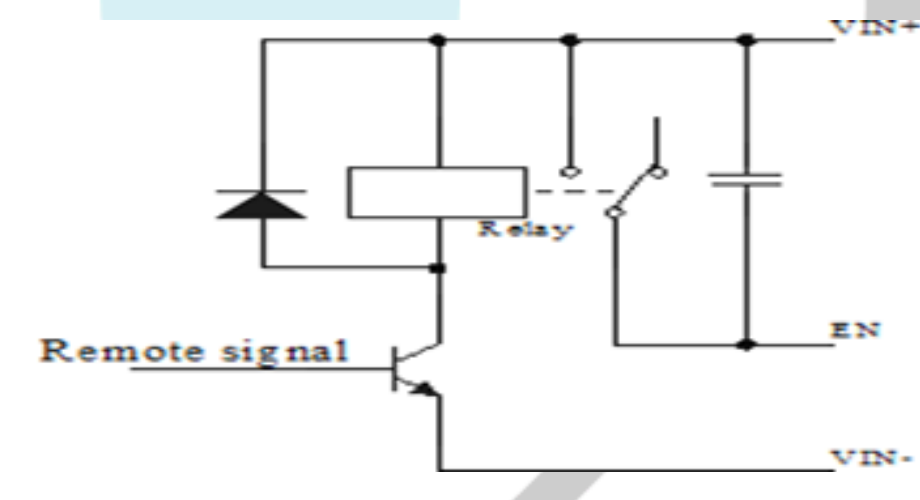 VIN+
Relay
EN
Remote signal
VIN-